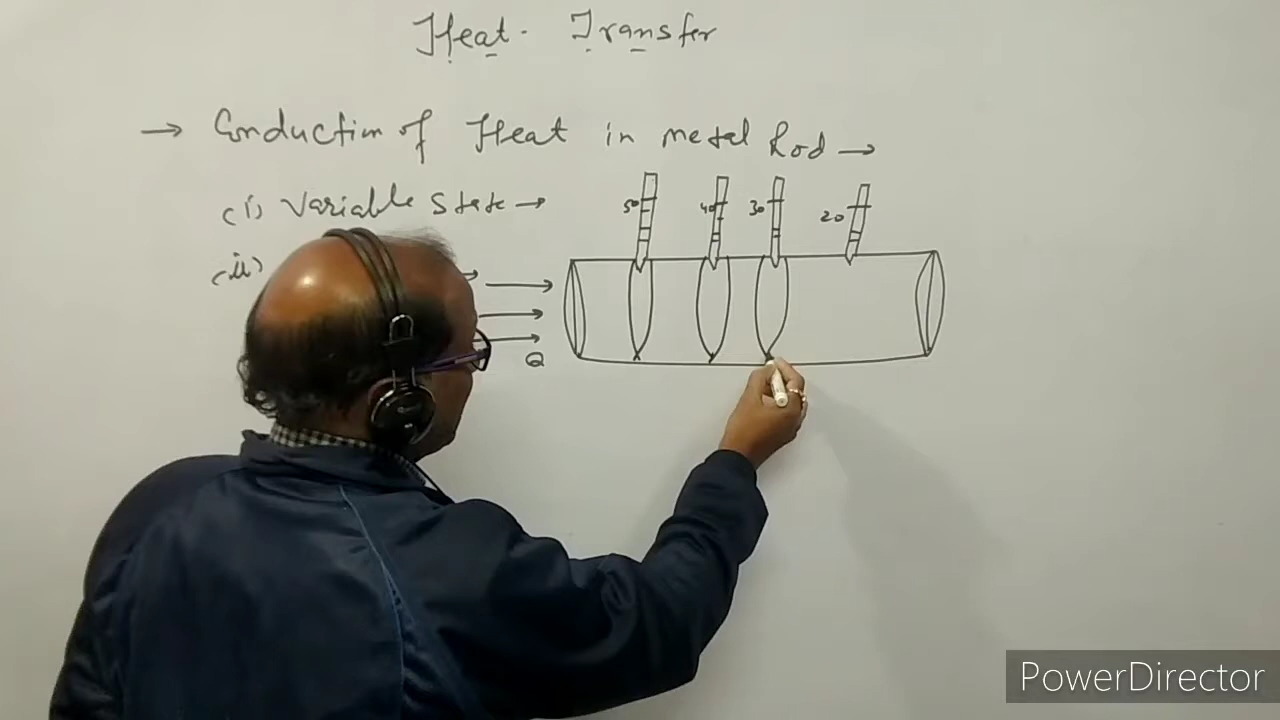 Heat - Transfer
→ Conduction of Heat in metal Rod →
(i) Variable State →
50 40 30 20
(ii)
Q
PowerDirector